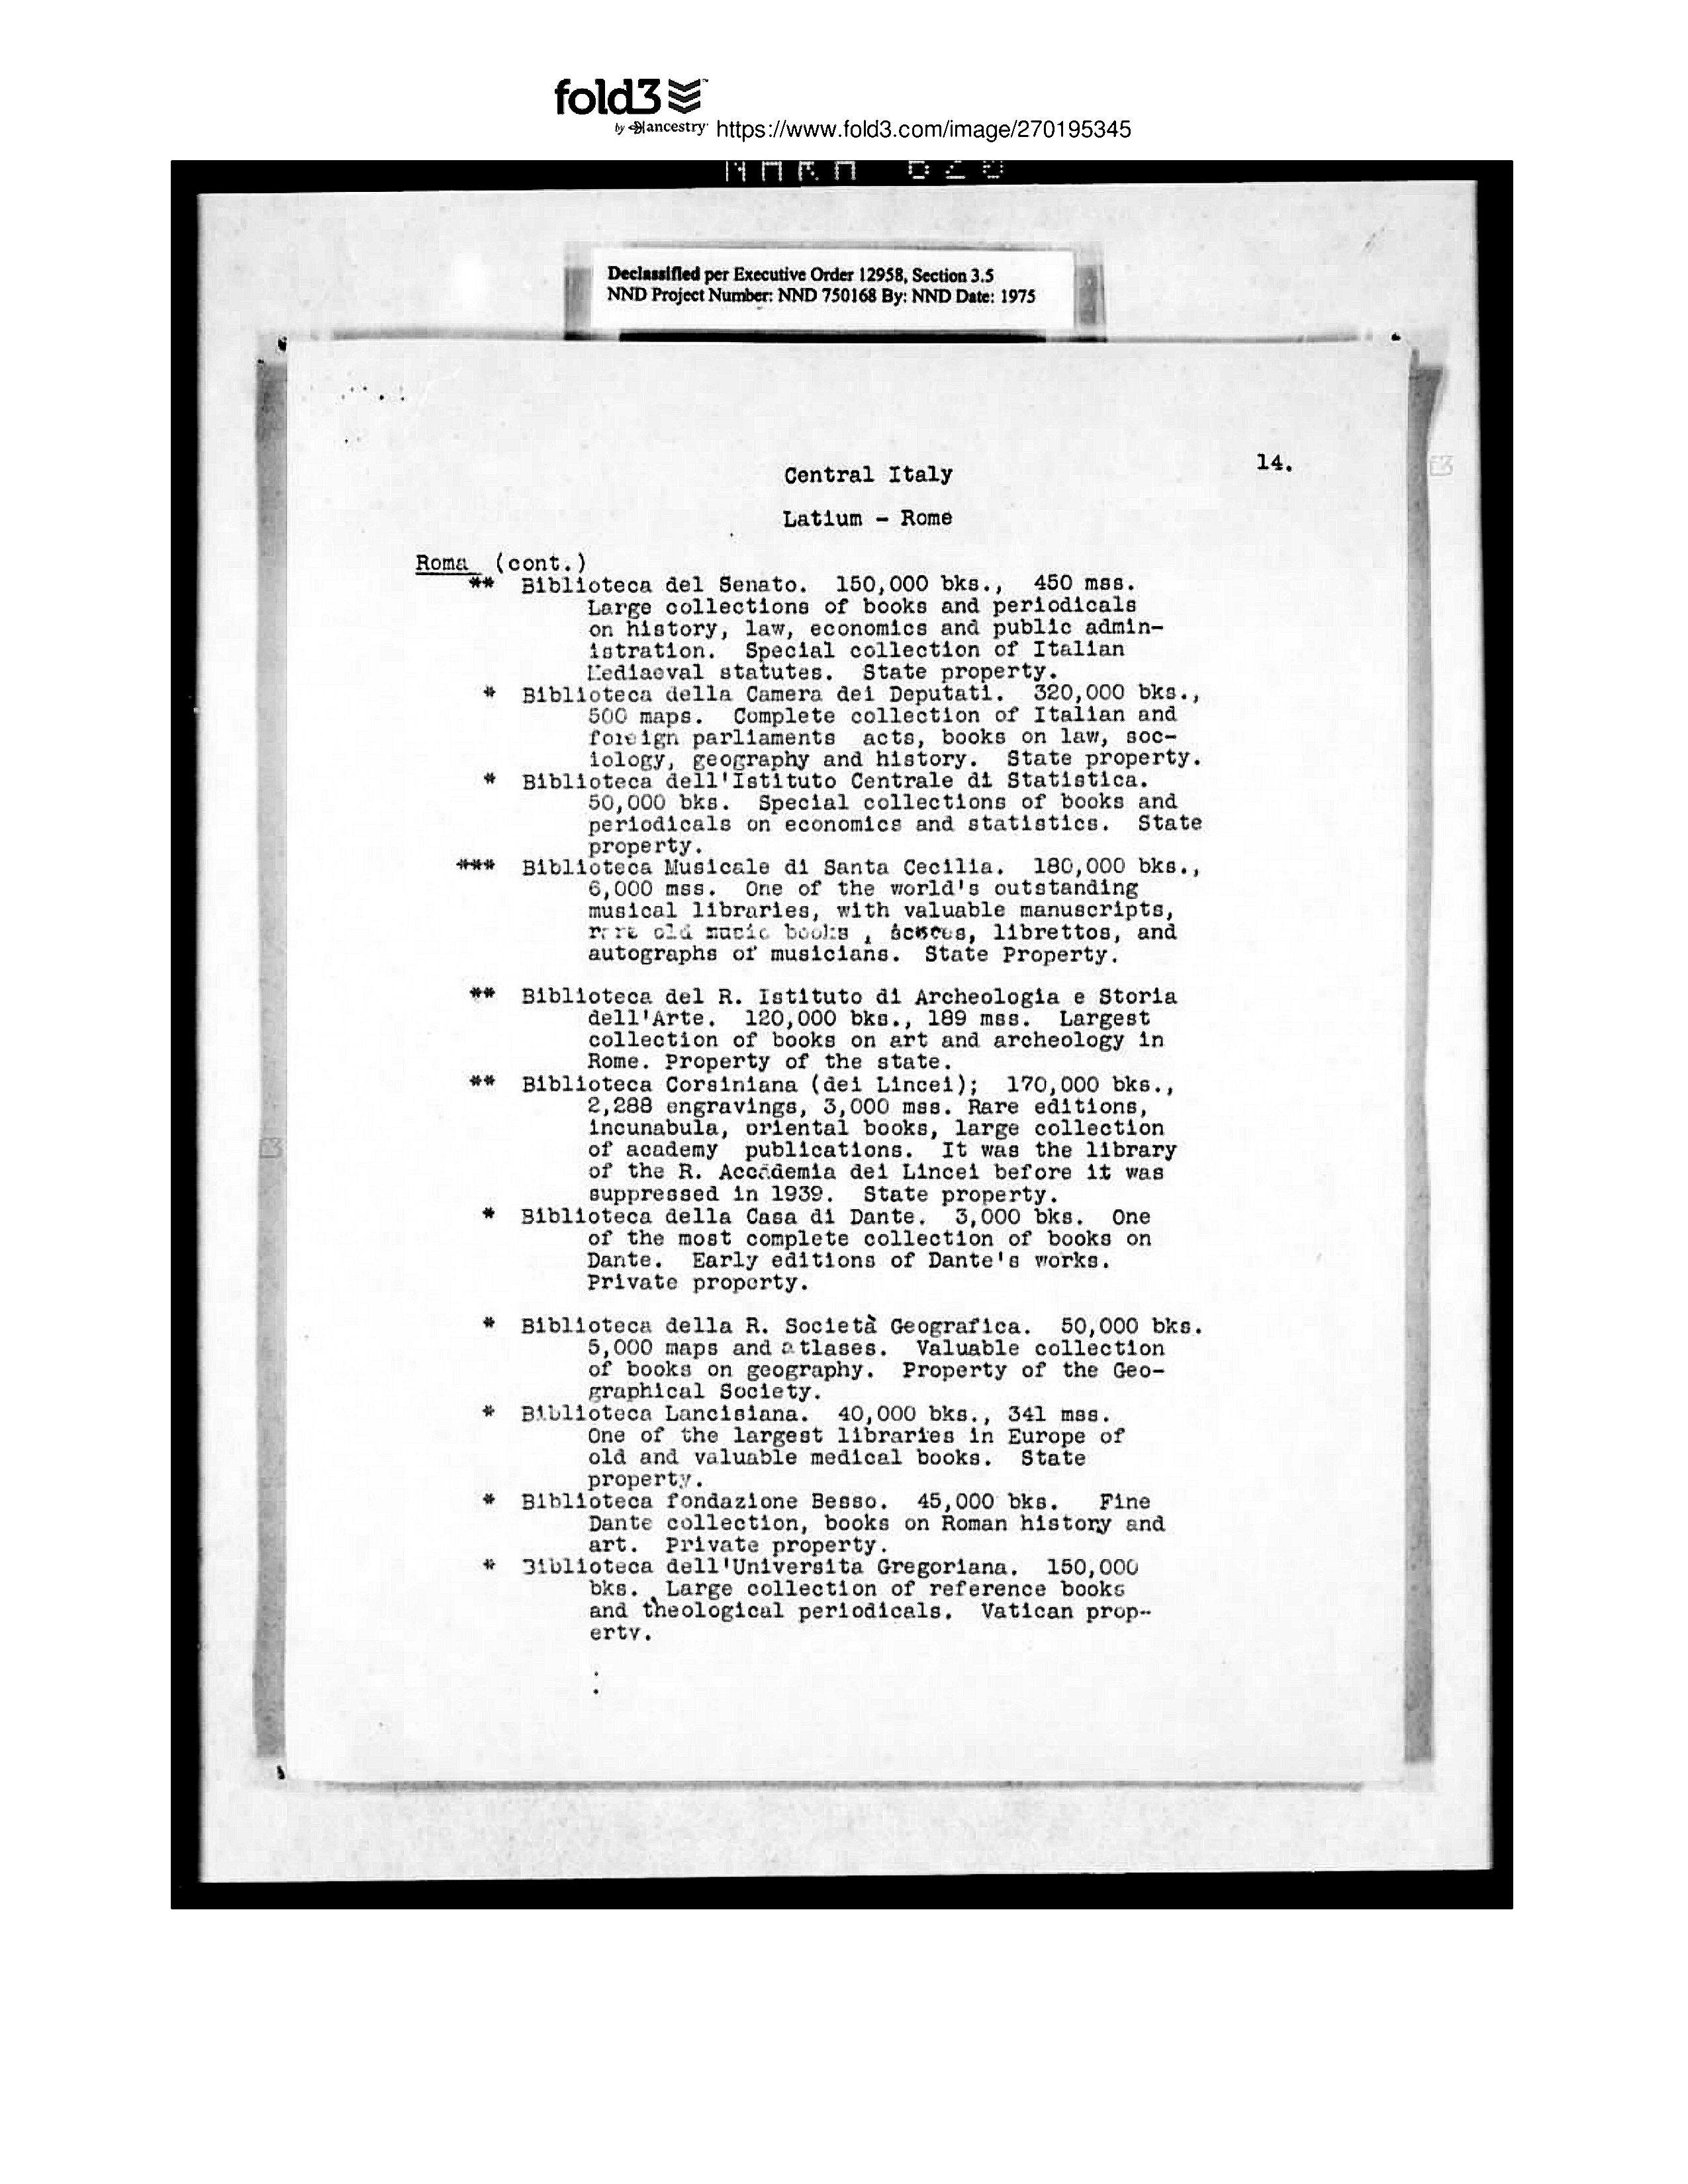 fold3
by ancestry https://www.fold3.com/image/270195345
Declassified per Executive Order 12958, Section 3.5
NND Project Number: NND 750168 By: NND Date: 1975
14.
Central Italy
Latium - Rome
Roma (cont.)
** Biblioteca del Senato. 150,000 bks., 450 mss.
Large collections of books and periodicals
on history, law, economics and public admin-
istration. Special collection of Italian
Mediaeval statutes. State property.
* Biblioteca della Camera dei Deputati. 320,000 bks.,
500 maps. Complete collection of Italian and
foreign parliaments acts, books on law, soc-
iology, geography and history. State property.
* Biblioteca dell'Istituto Centrale di Statistica.
50,000 bks. Special collections of books and
periodicals on economics and statistics. State
property.
*** Biblioteca Musicale di Santa Cecilia. 180,000 bks.,
6,000 mss. One of the world's outstanding
musical libraries, with valuable manuscripts,
rare old music books , scores, librettos, and
autographs of musicians. State Property.
** Biblioteca del R. Istituto di Archeologia e Storia
dell'Arte. 120,000 bks., 189 mss. Largest
collection of books on art and archeology in
Rome. Property of the state.
** Biblioteca Corsiniana (dei Lincei); 170,000 bks.,
2,288 engravings, 3,000 mss. Rare editions,
incunabula, oriental books, large collection
of academy publications. It was the library
of the R. Accademia dei Lincei before it was
suppressed in 1939. State property.
* Biblioteca della Casa di Dante. 3,000 bks. One
of the most complete collection of books on
Dante. Early editions of Dante's works.
Private property.
* Biblioteca della R. Società Geografica. 50,000 bks.
5,000 maps and atlases. Valuable collection
of books on geography. Property of the Geo-
graphical Society.
* Biblioteca Lancisiana. 40,000 bks., 341 mss.
One of the largest libraries in Europe of
old and valuable medical books. State
property.
* Biblioteca fondazione Besso. 45,000 bks. Fine
Dante collection, books on Roman history and
art. Private property.
* Biblioteca dell'Universita Gregoriana. 150,000
bks. Large collection of reference books
and theological periodicals. Vatican prop-
erty.